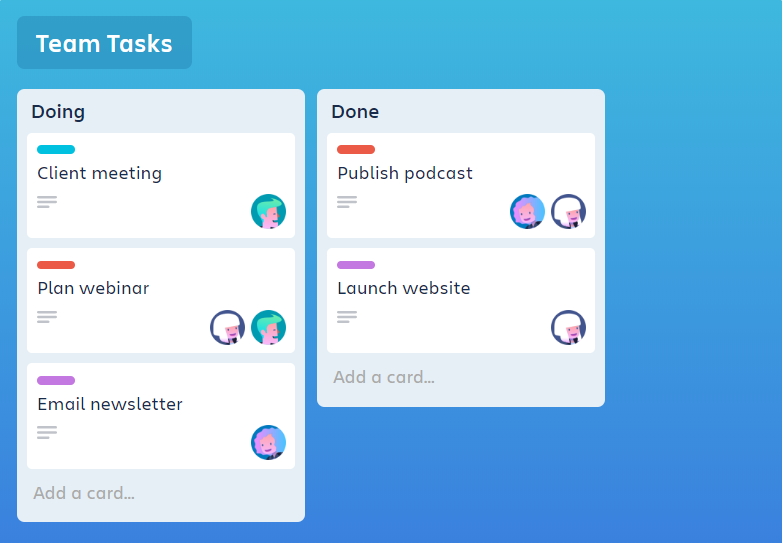 Team Tasks
Doing
Client meeting
Plan webinar
Email newsletter
Add a card...
Done
Publish podcast
Launch website
Add a card...